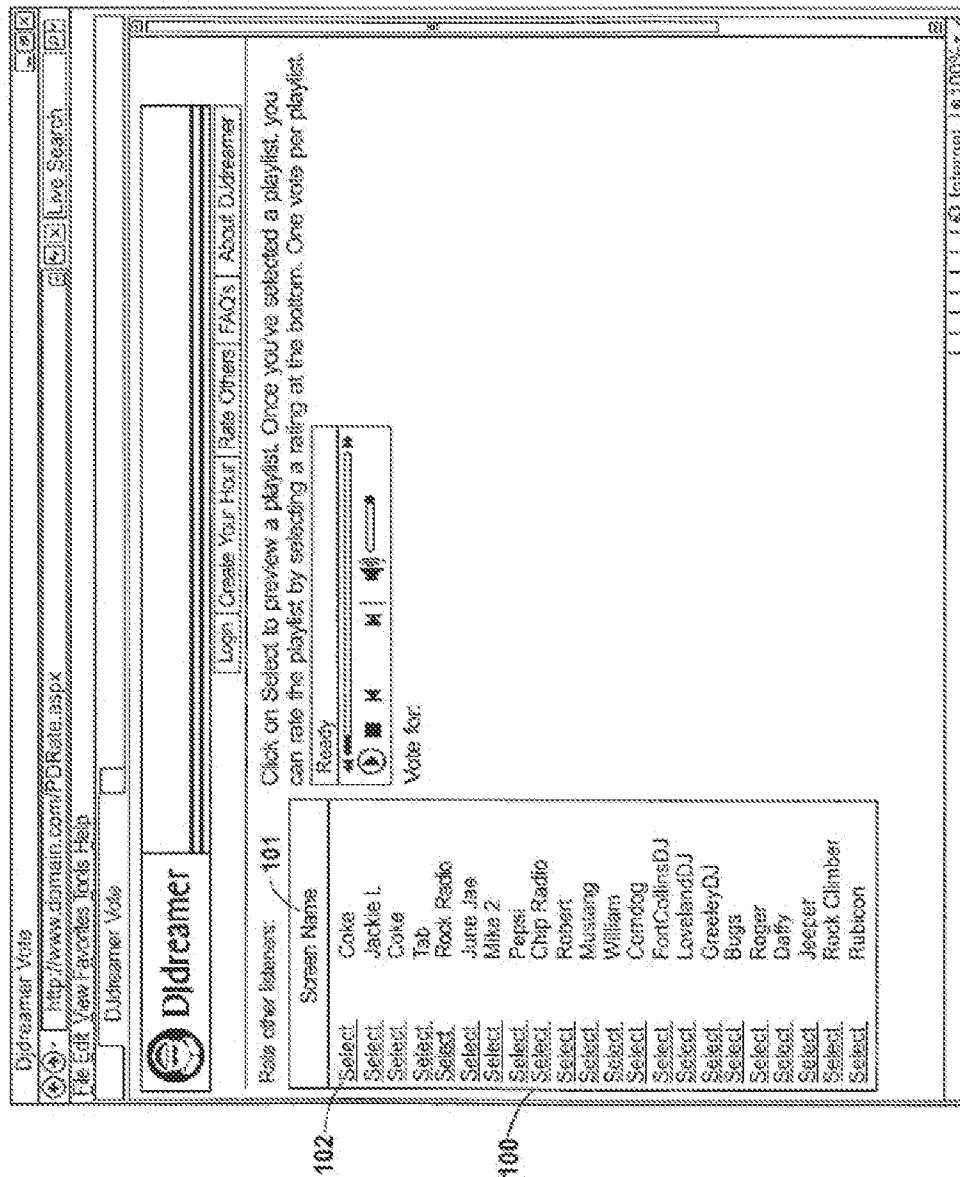 DJdreamer Vote
http://www.domain.com/PDRate.aspx
Live Search
File Edit View Favorites Tools Help
DJdreamer Vote
DJdreamer
Login | Create Your Hour | Rate Others | FAQ's | About DJdreamer
Rate other listeners:
101
Click on Select to preview a playlist. Once you've selected a playlist, you
can rate the playlist by selecting a rating at the bottom. One vote per playlist.
Ready
Vote for:
Screen Name
102
Select Coke
Select Jackie L
Select Coke
Select Tab
Select Rock Radio
Select June Jae
Select Mike 2
Select Pepsi
Select Chip Radio
Select Robert
Select Mustang
Select William
Select Corndog
Select FortCollinsDJ
Select LovelandDJ
Select GreeleyDJ
Select Bugs
Select Roger
Select Daffy
Select Jeeper
Select Rock Climber
Select Rubicon
100
Internet
100%